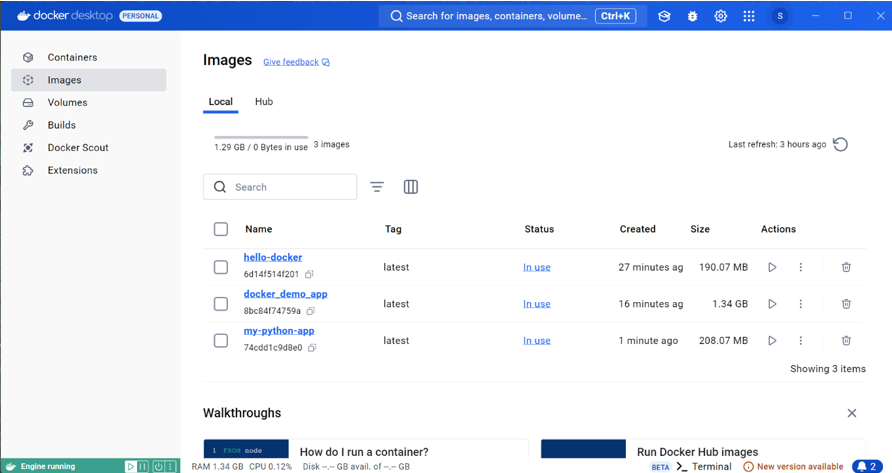 docker desktop PERSONAL Search for images, containers, volume... Ctrl+K S
Containers
Images
Volumes
Builds
Docker Scout
Extensions
Images Give feedback
Local Hub
1.29 GB / 0 Bytes in use 3 images Last refresh: 3 hours ago
Search
Name Tag Status Created Size Actions
hello-docker
6d14f514f201 latest In use 27 minutes ag 190.07 MB
docker_demo_app
8bc84f74759a latest In use 16 minutes ag 1.34 GB
my-python-app
74cdd1c9d8e0 latest In use 1 minute ago 208.07 MB
Showing 3 items
Walkthroughs
1 FROM node How do I run a container? Run Docker Hub images
Engine running RAM 1.34 GB CPU 0.12% Disk --.-- GB avail. of --.-- GB BETA >_ Terminal New version available 2